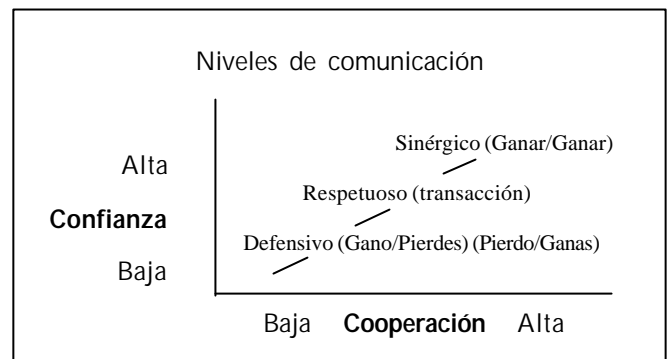 Niveles de comunicación
Sinérgico (Ganar/Ganar)
Alta
Respetuoso (transacción)
Confianza
Defensivo (Gano/Pierdes) (Pierdo/Ganas)
Baja
Baja Cooperación Alta